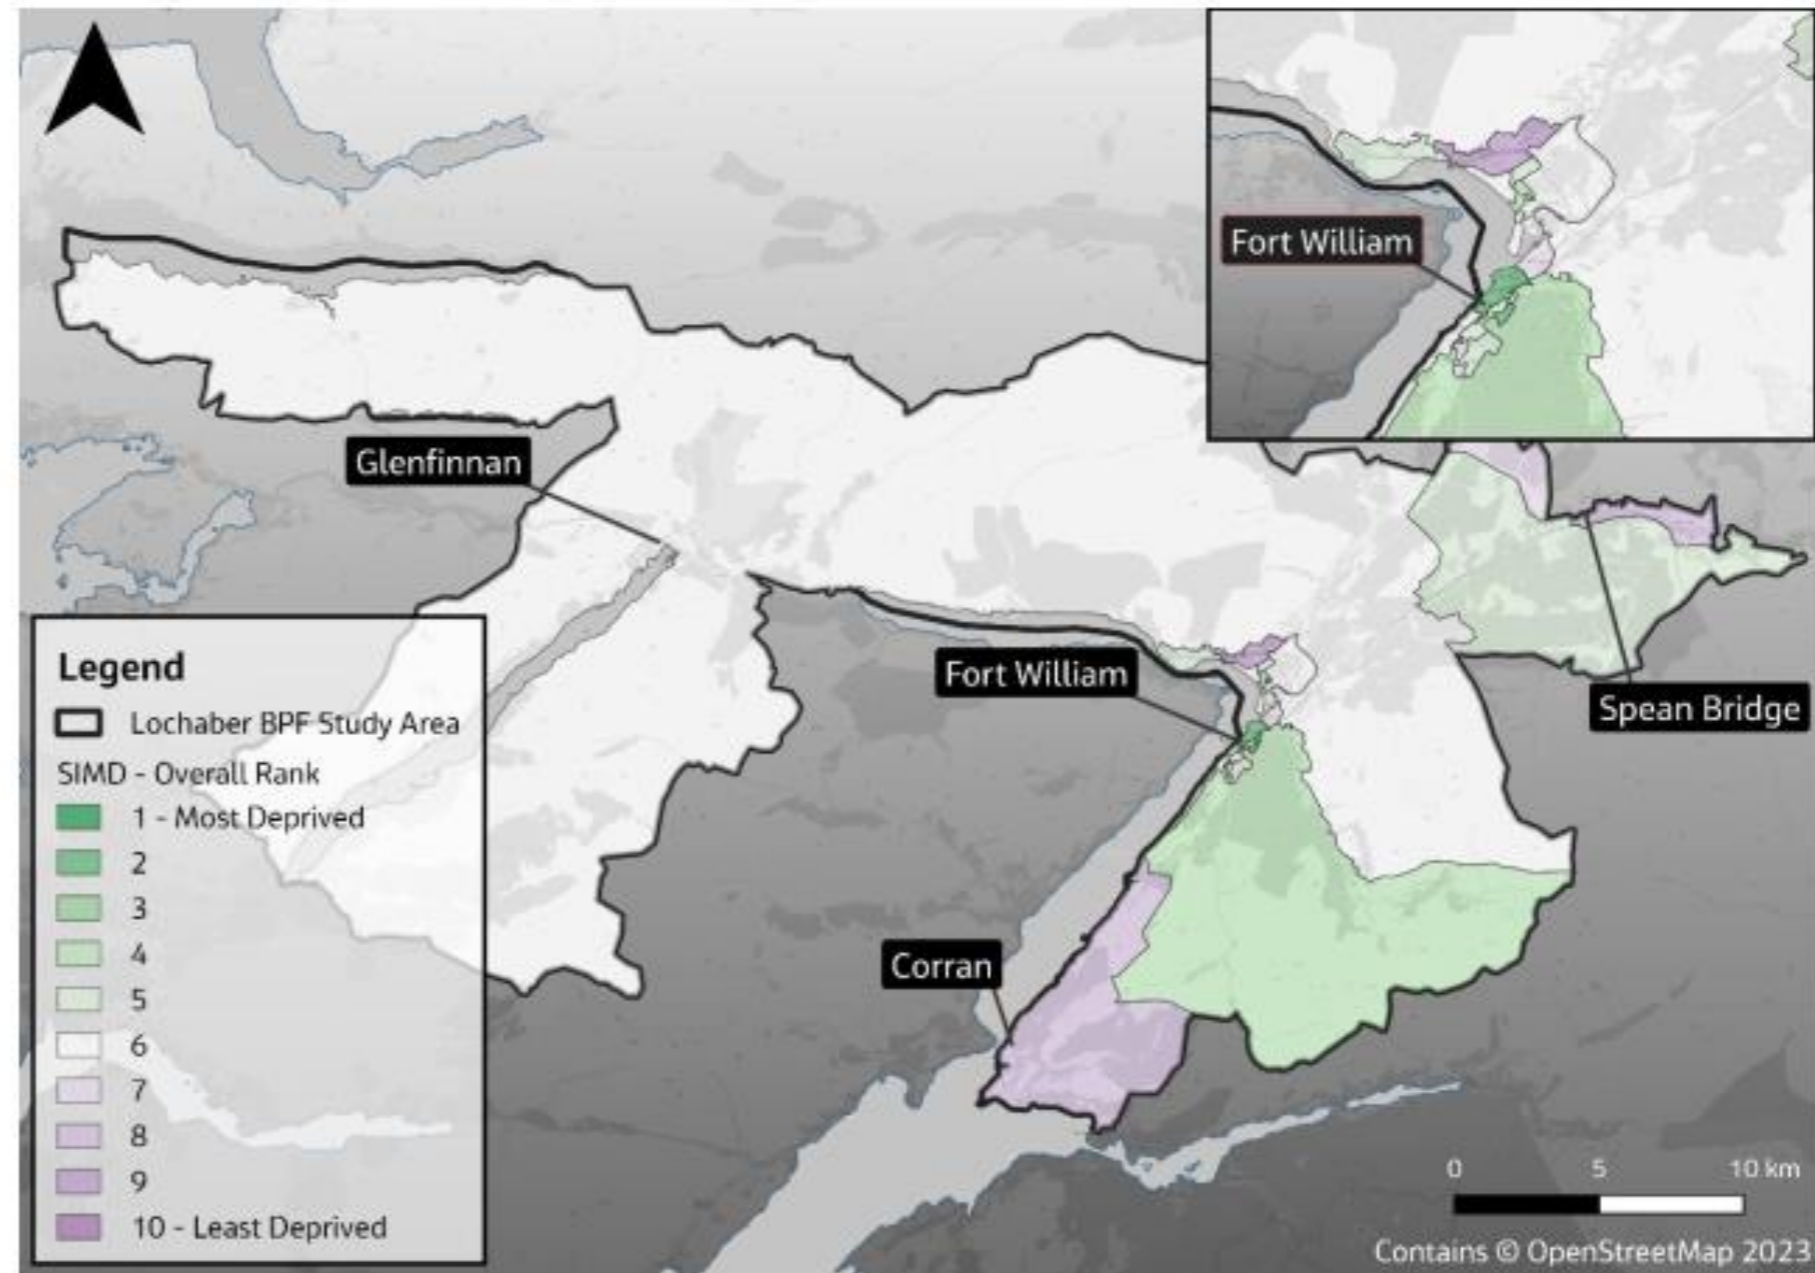 Fort William
Glenfinnan
Fort William
Spean Bridge
Corran
Legend
Lochaber BPF Study Area
SIMD - Overall Rank
1 - Most Deprived
2
3
4
5
6
7
8
9
10 - Least Deprived
0 5 10 km
Contains © OpenStreetMap 2023